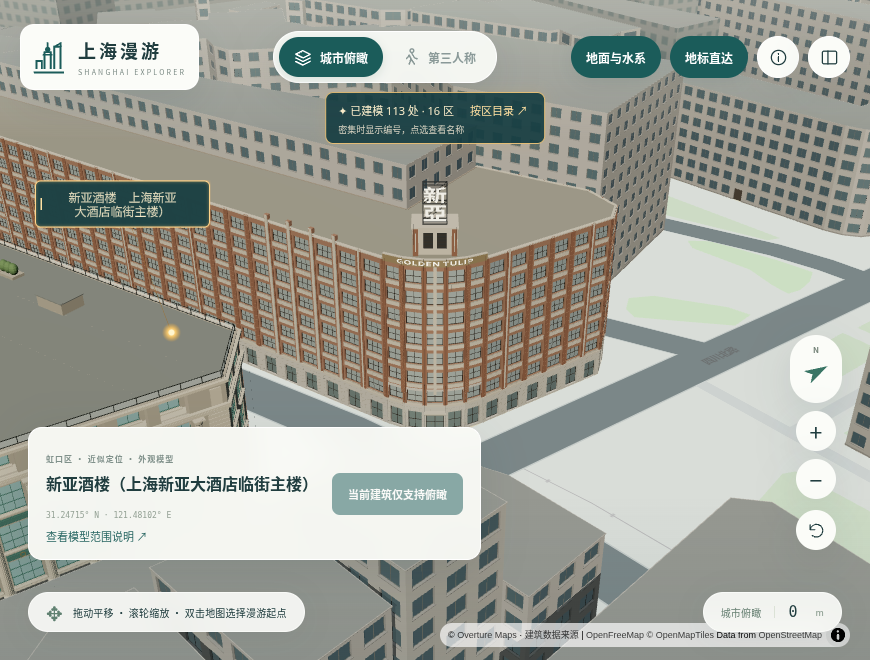 上海漫游
SHANGHAI EXPLORER
城市俯瞰
第三人称
地面与水系
地标直达
✦ 已建模 113 处 · 16 区 按区目录 ↗
密集时显示编号，点选查看名称
新亚酒楼 上海新亚
大酒店临街主楼）
新
亞
GOLDEN TULIP
N
虹口区 · 近似定位 · 外观模型
新亚酒楼（上海新亚大酒店临街主楼）
当前建筑仅支持俯瞰
31.24715° N · 121.48102° E
查看模型范围说明 ↗
拖动平移 · 滚轮缩放 · 双击地图选择漫游起点
城市俯瞰 0 m
© Overture Maps · 建筑数据来源 | OpenFreeMap © OpenMapTiles Data from OpenStreetMap